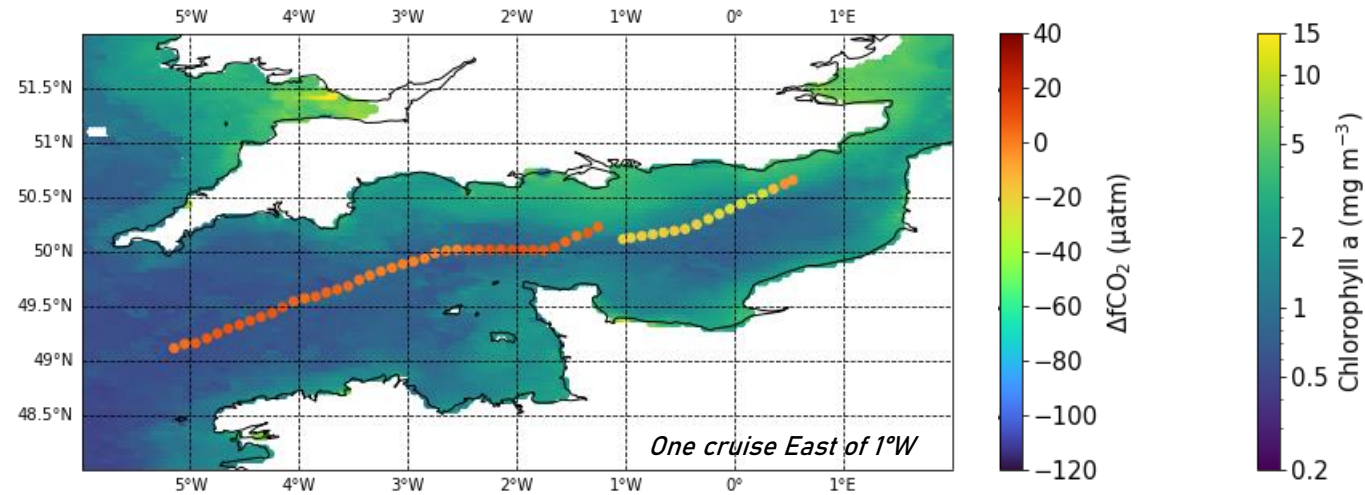 5°W 4°W 3°W 2°W 1°W 0° 1°E
51.5°N
51°N
50.5°N
50°N
49.5°N
49°N
48.5°N
One cruise East of 1°W
5°W 4°W 3°W 2°W 1°W 0° 1°E
40
20
0
−20
−40
−60
−80
−100
−120
ΔfCO₂ (µatm)
15
10
5
2
1
0.5
0.2
Chlorophyll a (mg m⁻³)